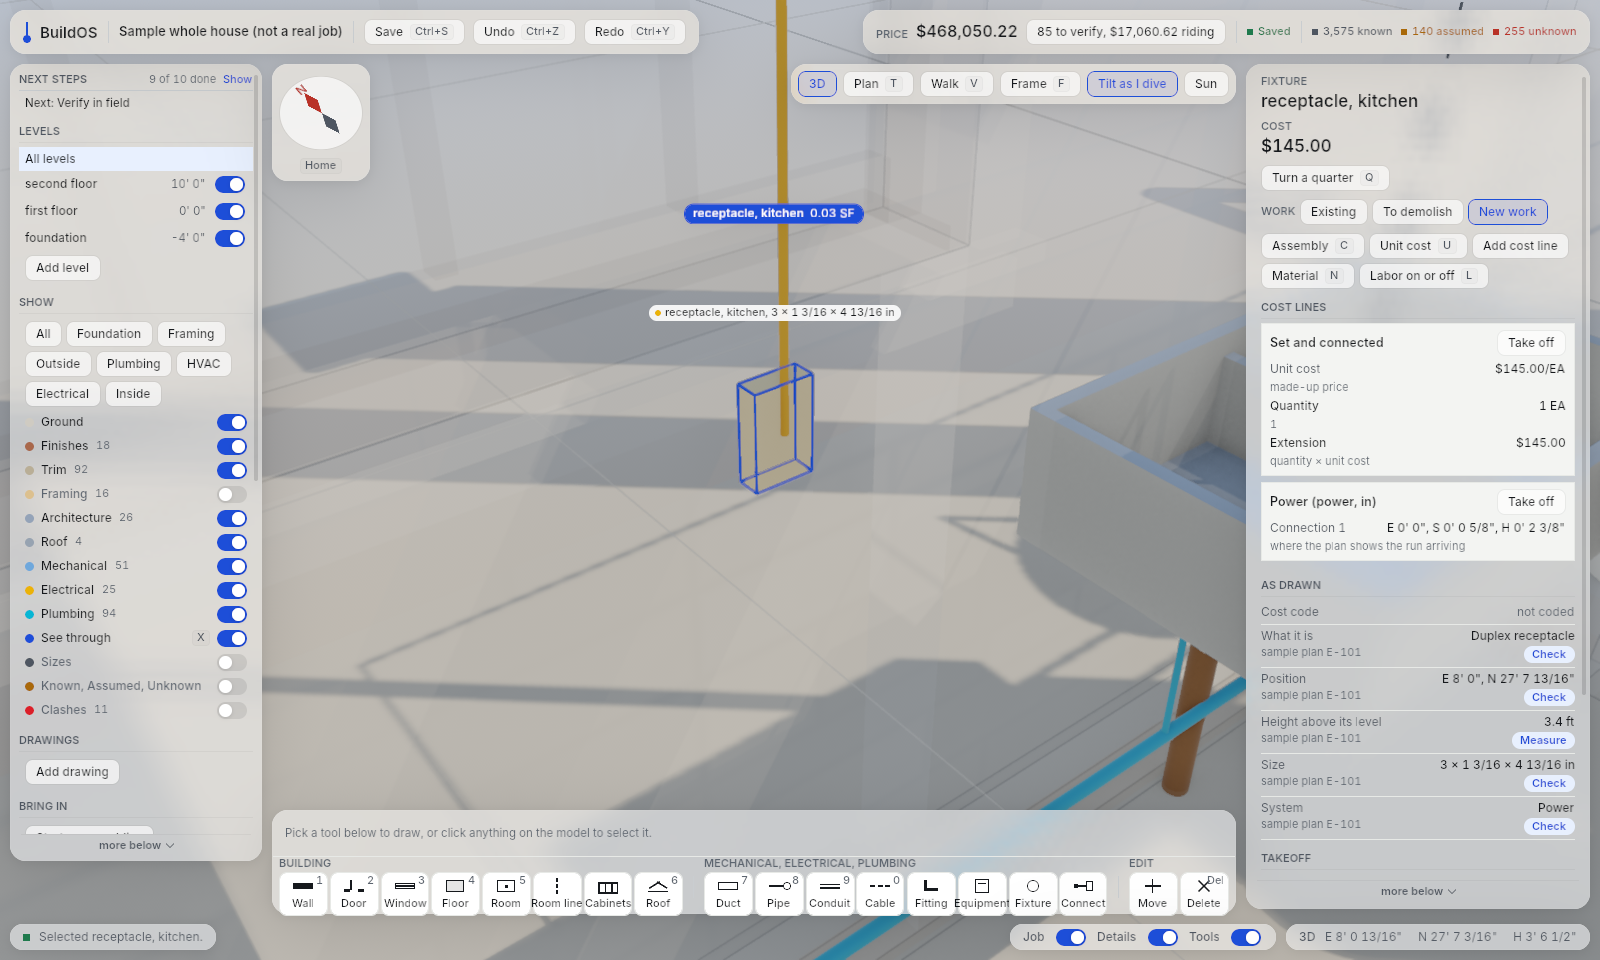 BuildOS
Sample whole house (not a real job)
Save Ctrl+S
Undo Ctrl+Z
Redo Ctrl+Y
PRICE $468,050.22
85 to verify, $17,060.62 riding
Saved
3,575 known
140 assumed
255 unknown
NEXT STEPS 9 of 10 done Show
Next: Verify in field
LEVELS
All levels
second floor 10' 0"
first floor 0' 0"
foundation -4' 0"
Add level
SHOW
All Foundation Framing
Outside Plumbing HVAC
Electrical Inside
Ground
Finishes 18
Trim 92
Framing 16
Architecture 26
Roof 4
Mechanical 51
Electrical 25
Plumbing 94
See through X
Sizes
Known, Assumed, Unknown
Clashes 11
DRAWINGS
Add drawing
BRING IN
more below
N
Home
3D
Plan T
Walk V
Frame F
Tilt as I dive
Sun
receptacle, kitchen 0.03 SF
receptacle, kitchen, 3 × 1 3/16 × 4 13/16 in
FIXTURE
receptacle, kitchen
COST
$145.00
Turn a quarter Q
WORK Existing To demolish New work
Assembly C Unit cost U Add cost line
Material N Labor on or off L
COST LINES
Set and connected Take off
Unit cost $145.00/EA
made-up price
Quantity 1 EA
1
Extension $145.00
quantity × unit cost
Power (power, in) Take off
Connection 1 E 0' 0", S 0' 0 5/8", H 0' 2 3/8"
where the plan shows the run arriving
AS DRAWN
Cost code not coded
What it is Duplex receptacle
sample plan E-101 Check
Position E 8' 0", N 27' 7 13/16"
sample plan E-101 Check
Height above its level 3.4 ft
sample plan E-101 Measure
Size 3 × 1 3/16 × 4 13/16 in
sample plan E-101 Check
System Power
sample plan E-101 Check
TAKEOFF
more below
Pick a tool below to draw, or click anything on the model to select it.
BUILDING
1 Wall
2 Door
3 Window
4 Floor
5 Room
Room line
Cabinets
6 Roof
MECHANICAL, ELECTRICAL, PLUMBING
7 Duct
8 Pipe
9 Conduit
0 Cable
Fitting
Equipment
Fixture
Connect
EDIT
Move
Del Delete
Selected receptacle, kitchen.
Job Details Tools
3D E 8' 0 13/16" N 27' 7 3/16" H 3' 6 1/2"